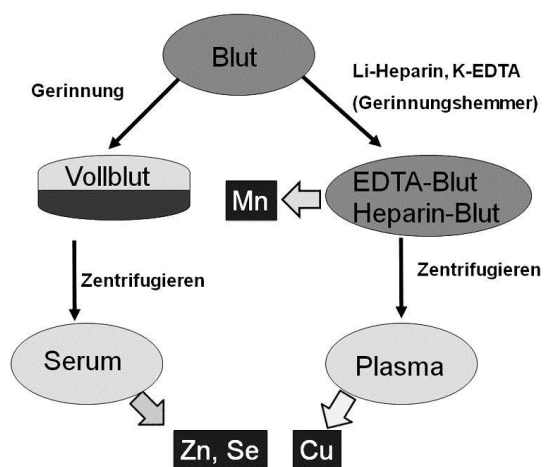 Blut
Gerinnung
Li-Heparin, K-EDTA
(Gerinnungshemmer)
Vollblut
Mn
EDTA-Blut
Heparin-Blut
Zentrifugieren
Zentrifugieren
Serum
Plasma
Zn, Se
Cu